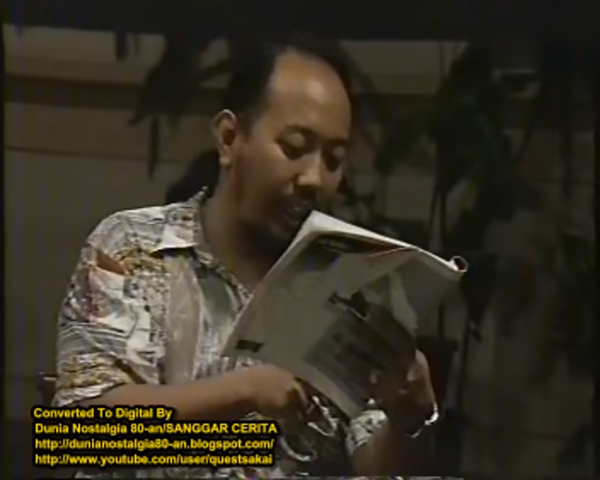 Converted To Digital By
Dunia Nostalgia 80-an/SANGGAR CERITA
http://dunianostalgia80-an.blogspot.com/
http://www.youtube.com/user/questsakai